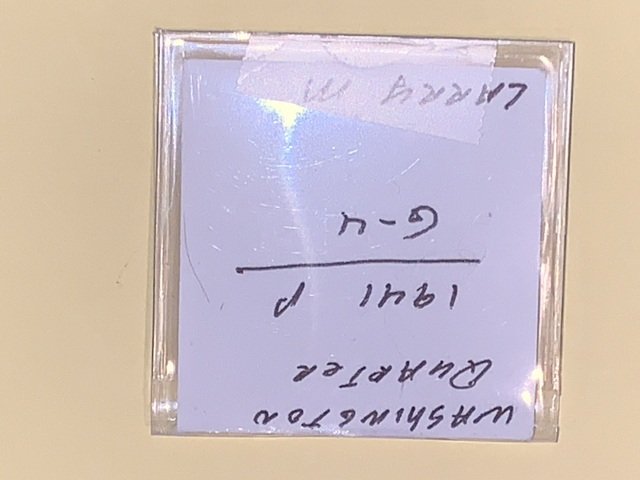 WASHINGTON
QUARTER
1941 P
G-4
LARRY M